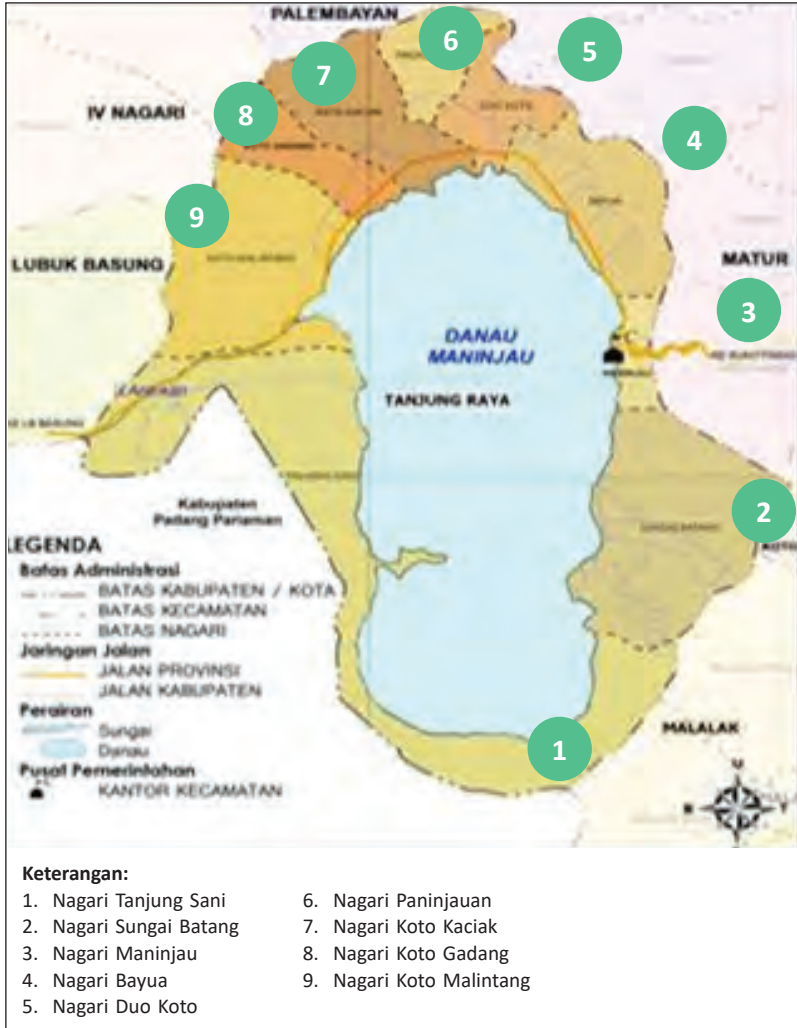 PALEMBAYAN
6
5
7
8
IV NAGARI
4
9
LUBUK BASUNG
MATUR
3
DANAU
MANINJAU
TANJUNG RAYA
Kabupaten
Padang Pariaman
2
LEGENDA
Batas Administrasi
BATAS KABUPATEN / KOTA
BATAS KECAMATAN
BATAS NAGARI
Jaringan Jalan
JALAN PROVINSI
JALAN KABUPATEN
Perairan
Sungai
Danau
Pusat Pemerintahan
KANTOR KECAMATAN
1
MALALAK
U
B
T
Keterangan:
1. Nagari Tanjung Sani
2. Nagari Sungai Batang
3. Nagari Maninjau
4. Nagari Bayua
5. Nagari Duo Koto
6. Nagari Paninjauan
7. Nagari Koto Kaciak
8. Nagari Koto Gadang
9. Nagari Koto Malintang